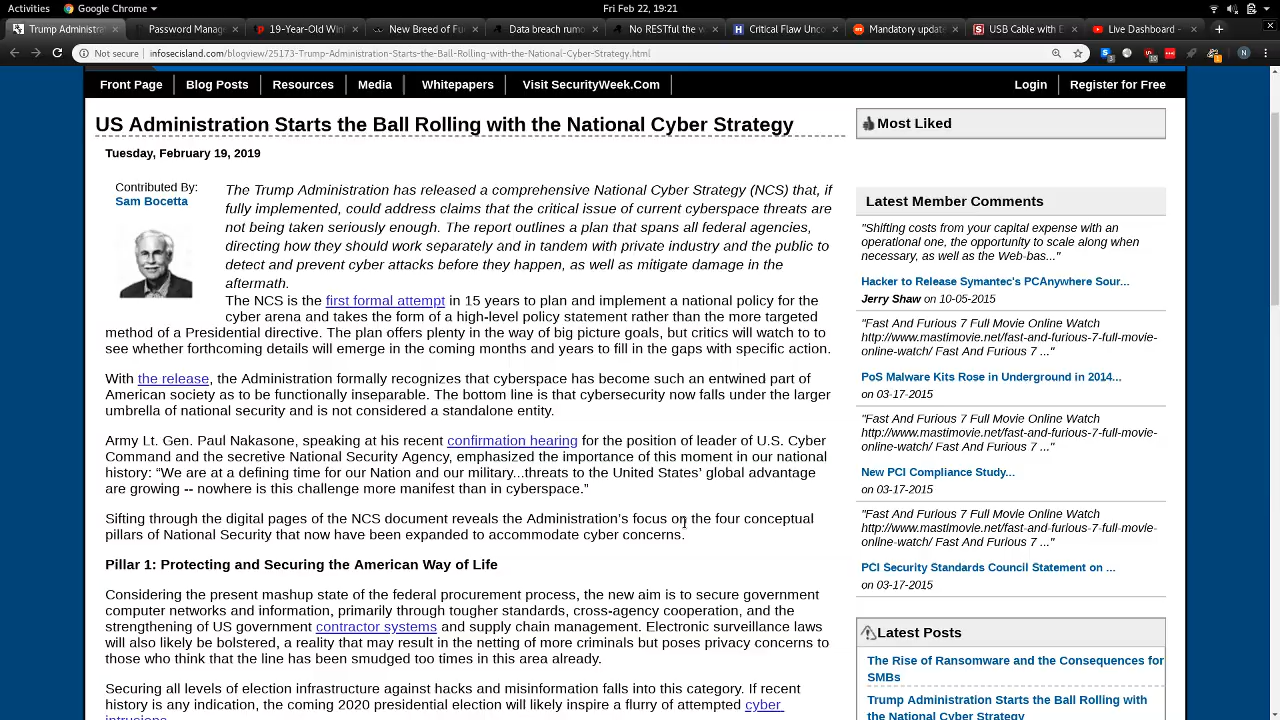 Activities
Google Chrome
Fri Feb 22, 19:21
Trump Administra
Password Manag
19-Year-Old Win
New Breed of Fu
Data breach rumo
No RESTful the v
Critical Flaw Unc
Mandatory updat
USB Cable with E
Live Dashboard -
Not secure
infosecisland.com/blogview/25173-Trump-Administration-Starts-the-Ball-Rolling-with-the-National-Cyber-Strategy.html
Front Page
Blog Posts
Resources
Media
Whitepapers
Visit SecurityWeek.Com
Login
Register for Free
US Administration Starts the Ball Rolling with the National Cyber Strategy
Tuesday, February 19, 2019
Contributed By:
Sam Bocetta
The Trump Administration has released a comprehensive National Cyber Strategy (NCS) that, if
fully implemented, could address claims that the critical issue of current cyberspace threats are
not being taken seriously enough. The report outlines a plan that spans all federal agencies,
directing how they should work separately and in tandem with private industry and the public to
detect and prevent cyber attacks before they happen, as well as mitigate damage in the
aftermath.
The NCS is the first formal attempt in 15 years to plan and implement a national policy for the
cyber arena and takes the form of a high-level policy statement rather than the more targeted
method of a Presidential directive. The plan offers plenty in the way of big picture goals, but critics will watch to to
see whether forthcoming details will emerge in the coming months and years to fill in the gaps with specific action.
With the release, the Administration formally recognizes that cyberspace has become such an entwined part of
American society as to be functionally inseparable. The bottom line is that cybersecurity now falls under the larger
umbrella of national security and is not considered a standalone entity.
Army Lt. Gen. Paul Nakasone, speaking at his recent confirmation hearing for the position of leader of U.S. Cyber
Command and the secretive National Security Agency, emphasized the importance of this moment in our national
history: “We are at a defining time for our Nation and our military...threats to the United States’ global advantage
are growing -- nowhere is this challenge more manifest than in cyberspace.”
Sifting through the digital pages of the NCS document reveals the Administration’s focus on the four conceptual
pillars of National Security that now have been expanded to accommodate cyber concerns.
Pillar 1: Protecting and Securing the American Way of Life
Considering the present mashup state of the federal procurement process, the new aim is to secure government
computer networks and information, primarily through tougher standards, cross-agency cooperation, and the
strengthening of US government contractor systems and supply chain management. Electronic surveillance laws
will also likely be bolstered, a reality that may result in the netting of more criminals but poses privacy concerns to
those who think that the line has been smudged too times in this area already.
Securing all levels of election infrastructure against hacks and misinformation falls into this category. If recent
history is any indication, the coming 2020 presidential election will likely inspire a flurry of attempted cyber
intrusions
Most Liked
Latest Member Comments
"Shifting costs from your capital expense with an
operational one, the opportunity to scale along when
necessary, as well as the Web-bas..."
Hacker to Release Symantec's PCAnywhere Sour...
Jerry Shaw on 10-05-2015
"Fast And Furious 7 Full Movie Online Watch
http://www.mastimovie.net/fast-and-furious-7-full-movie-
online-watch/ Fast And Furious 7 ..."
PoS Malware Kits Rose in Underground in 2014...
on 03-17-2015
"Fast And Furious 7 Full Movie Online Watch
http://www.mastimovie.net/fast-and-furious-7-full-movie-
online-watch/ Fast And Furious 7 ..."
New PCI Compliance Study...
on 03-17-2015
"Fast And Furious 7 Full Movie Online Watch
http://www.mastimovie.net/fast-and-furious-7-full-movie-
online-watch/ Fast And Furious 7 ..."
PCI Security Standards Council Statement on ...
on 03-17-2015
Latest Posts
The Rise of Ransomware and the Consequences for
SMBs
Trump Administration Starts the Ball Rolling with
the National Cyber Strategy